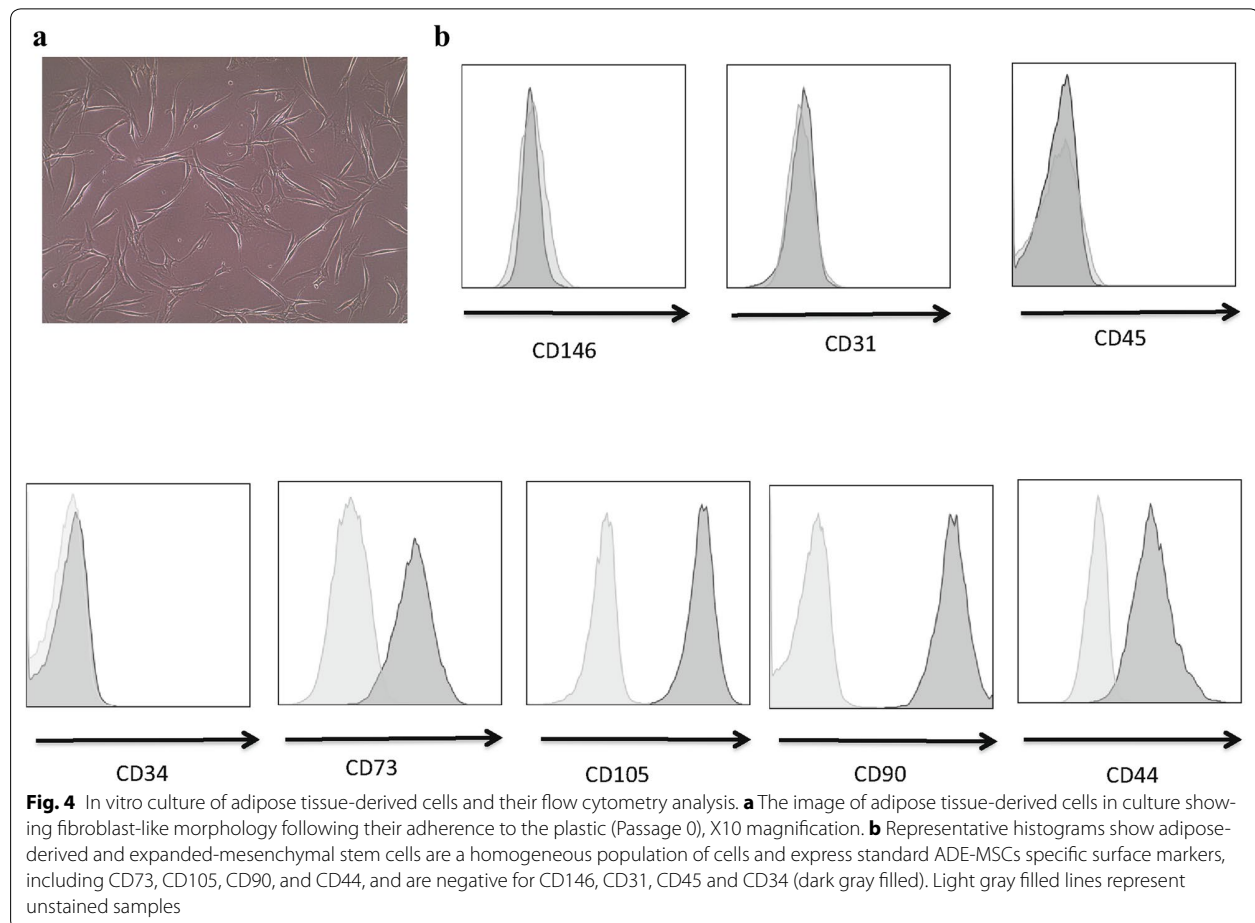 a
b
CD146
CD31
CD45
CD34
CD73
CD105
CD90
CD44
Fig. 4 In vitro culture of adipose tissue-derived cells and their flow cytometry analysis. a The image of adipose tissue-derived cells in culture show-
ing fibroblast-like morphology following their adherence to the plastic (Passage 0), X10 magnification. b Representative histograms show adipose-
derived and expanded-mesenchymal stem cells are a homogeneous population of cells and express standard ADE-MSCs specific surface markers,
including CD73, CD105, CD90, and CD44, and are negative for CD146, CD31, CD45 and CD34 (dark gray filled). Light gray filled lines represent
unstained samples